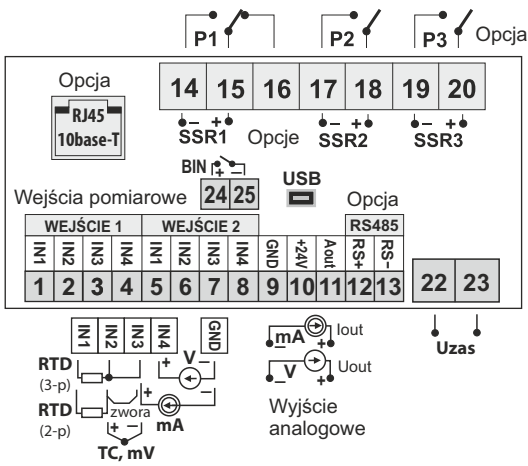 P1 P2 P3 Opcja
Opcja
14 15 16 17 18 19 20
RJ45
10base-T
– + – + – +
SSR1 Opcje SSR2 SSR3
BIN
+ –
24 25
USB
Wejścia pomiarowe
Opcja
WEJŚCIE 1 WEJŚCIE 2 RS485
IN1 IN2 IN3 IN4 IN1 IN2 IN3 IN4 GND +24V Aout RS+ RS–
1 2 3 4 5 6 7 8 9 10 11 12 13 22 23
IN1 IN2 IN3 IN4 GND
– mA + Iout
Uzas
RTD
(3-p)
+ V –
– V + Uout
RTD
(2-p)
zwora
+ mA –
+ –
TC, mV
Wyjście
analogowe